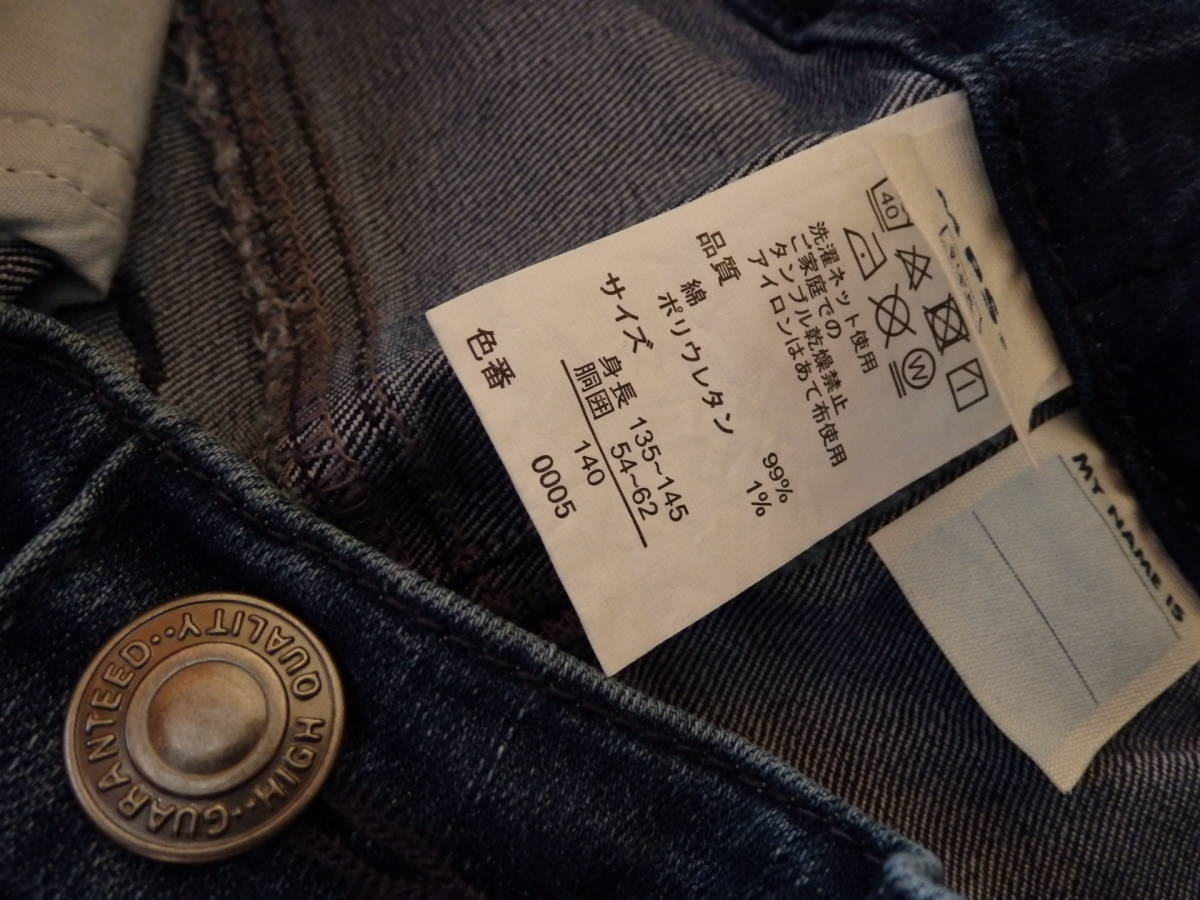 40
W
洗濯ネット使用
ご家庭での
タンブル乾燥禁止
アイロンはあて布使用
品質
綿 99%
ポリウレタン 1%
サイズ
身長 135~145
胴囲 54~62
140
色番 0005
MY NAME IS
HIGH QUALITY··GUARANTEED··